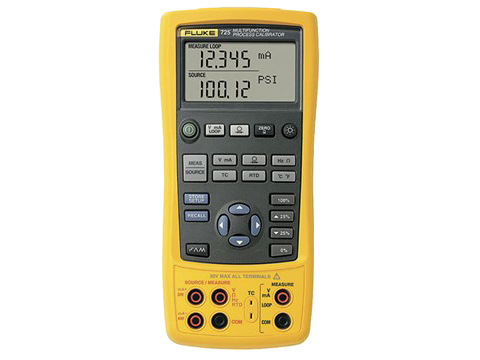 FLUKE 725 MULTIFUNCTION PROCESS CALIBRATOR
MEASURE LOOP
12.345 mA
SOURCE
100.12 PSI
V mA LOOP
ZERO
MEAS SOURCE
V mA
Hz Ω
TC
RTD
°C °F
STORE SETUP
RECALL
100%
▲ 25%
▼ 25%
0%
30V MAX ALL TERMINALS
SOURCE / MEASURE
MEASURE
V Ω Hz RTD
TC
V mA LOOP
COM
COM